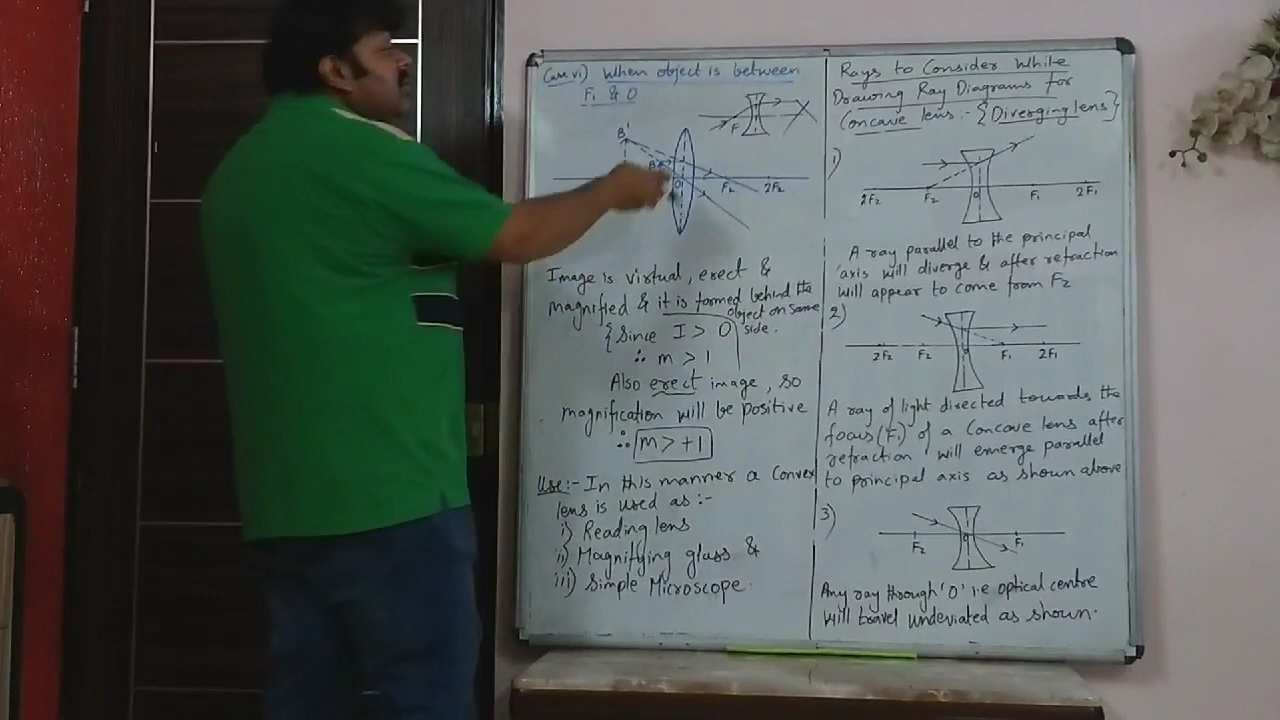 Case vi) When object is between
F1 & O
F
B'
B
O
F2
2F2
Image is virtual, erect &
magnified & it is formed behind the
object on same
side.
{Since I > O
∴ m > 1
Also erect image, so
magnification will be positive
∴ m > +1
Use:- In this manner a Convex
lens is used as :-
i) Reading lens
ii) Magnifying glass &
iii) Simple Microscope.
Rays to Consider While
Drawing Ray Diagrams for
Concave lens :- {Diverging lens}
1)
2F2 F2 O F1 2F1
A ray parallel to the principal
axis will diverge & after refraction
will appear to come from F2
2)
2F2 F2 O F1 2F1
A ray of light directed towards the
focus (F1) of a Concave lens after
refraction will emerge parallel
to principal axis as shown above
3)
F2 O F1
Any ray through 'O' i.e optical centre
will travel undeviated as shown.